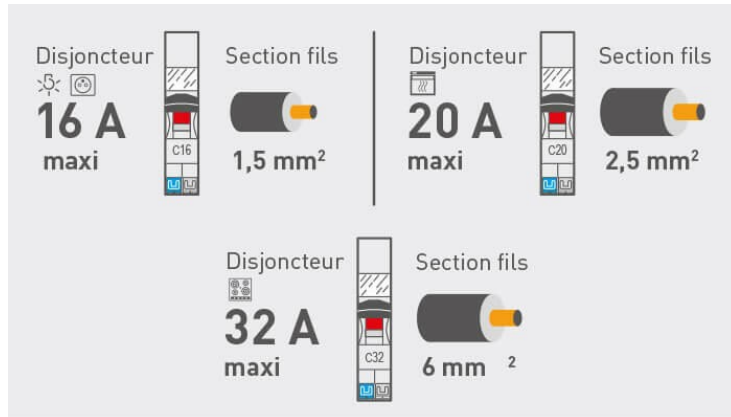 Disjoncteur
16 A
maxi
C16
Section fils
1,5 mm²
Disjoncteur
20 A
maxi
C20
Section fils
2,5 mm²
Disjoncteur
32 A
maxi
C32
Section fils
6 mm ²